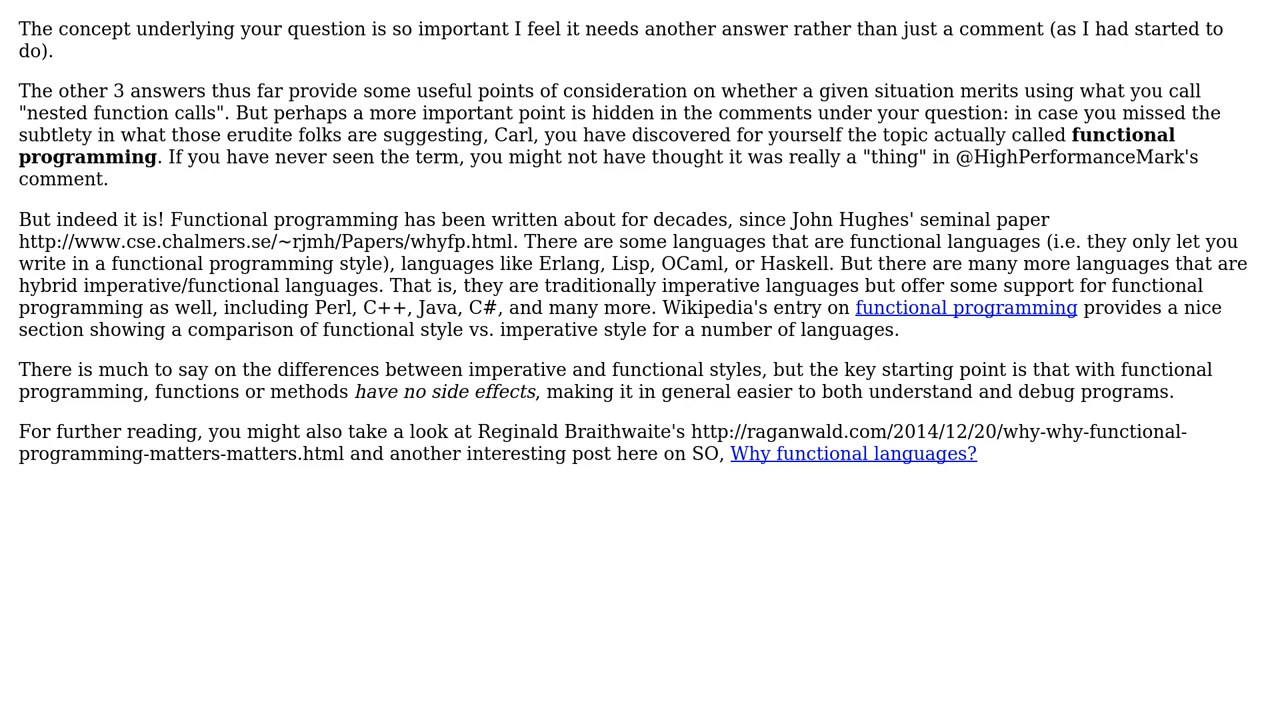 The concept underlying your question is so important I feel it needs another answer rather than just a comment (as I had started to
do).
The other 3 answers thus far provide some useful points of consideration on whether a given situation merits using what you call
"nested function calls". But perhaps a more important point is hidden in the comments under your question: in case you missed the
subtlety in what those erudite folks are suggesting, Carl, you have discovered for yourself the topic actually called functional
programming. If you have never seen the term, you might not have thought it was really a "thing" in @HighPerformanceMark's
comment.
But indeed it is! Functional programming has been written about for decades, since John Hughes' seminal paper
http://www.cse.chalmers.se/~rjmh/Papers/whyfp.html. There are some languages that are functional languages (i.e. they only let you
write in a functional programming style), languages like Erlang, Lisp, OCaml, or Haskell. But there are many more languages that are
hybrid imperative/functional languages. That is, they are traditionally imperative languages but offer some support for functional
programming as well, including Perl, C++, Java, C#, and many more. Wikipedia's entry on functional programming provides a nice
section showing a comparison of functional style vs. imperative style for a number of languages.
There is much to say on the differences between imperative and functional styles, but the key starting point is that with functional
programming, functions or methods have no side effects, making it in general easier to both understand and debug programs.
For further reading, you might also take a look at Reginald Braithwaite's http://raganwald.com/2014/12/20/why-why-functional-
programming-matters-matters.html and another interesting post here on SO, Why functional languages?